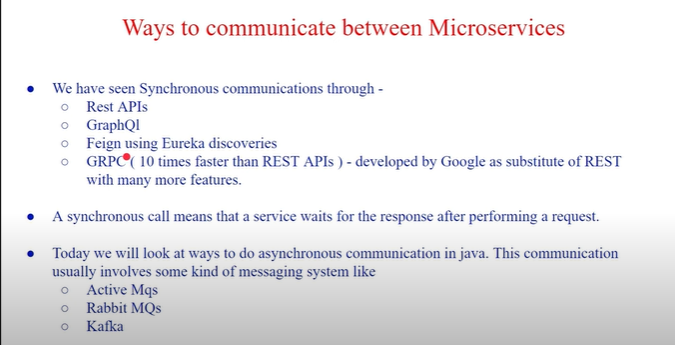 Ways to communicate between Microservices
● We have seen Synchronous communications through -
○ Rest APIs
○ GraphQl
○ Feign using Eureka discoveries
○ GRPC ( 10 times faster than REST APIs ) - developed by Google as substitute of REST
with many more features.
● A synchronous call means that a service waits for the response after performing a request.
● Today we will look at ways to do asynchronous communication in java. This communication
usually involves some kind of messaging system like
○ Active Mqs
○ Rabbit MQs
○ Kafka